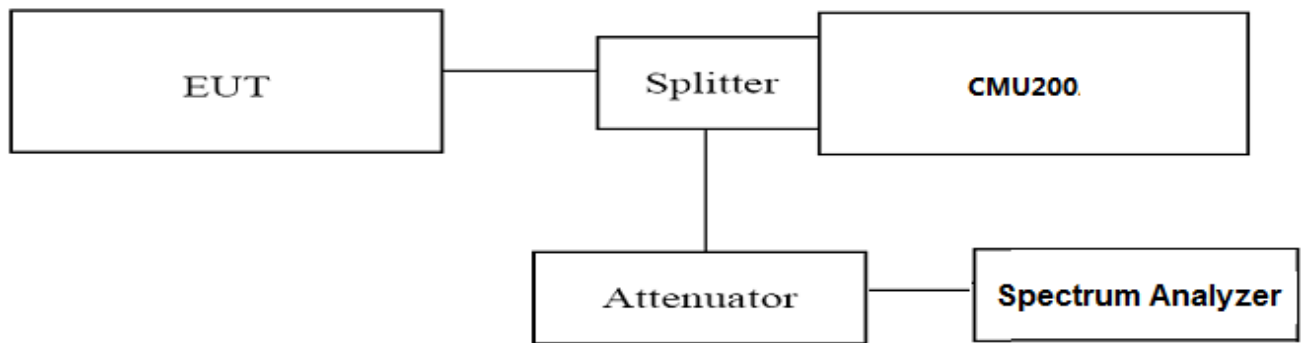 EUT
Splitter
CMU200
Attenuator
Spectrum Analyzer